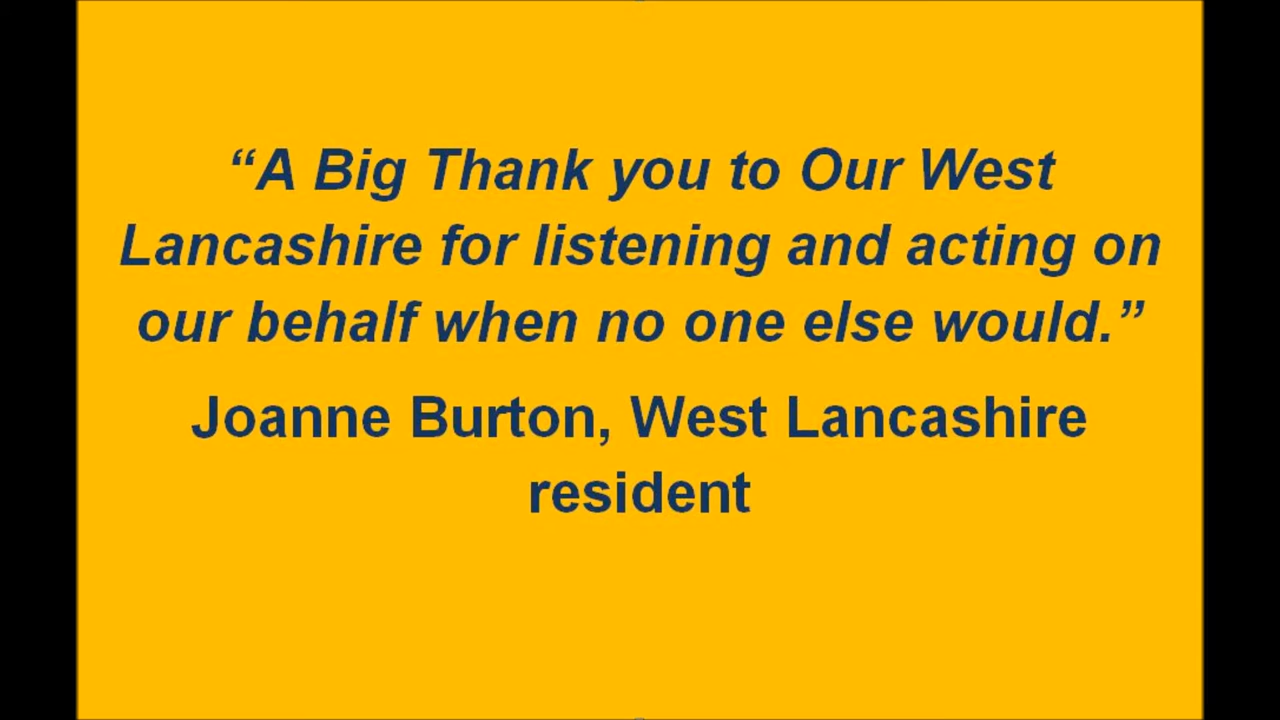 “A Big Thank you to Our West
Lancashire for listening and acting on
our behalf when no one else would.”
Joanne Burton, West Lancashire
resident